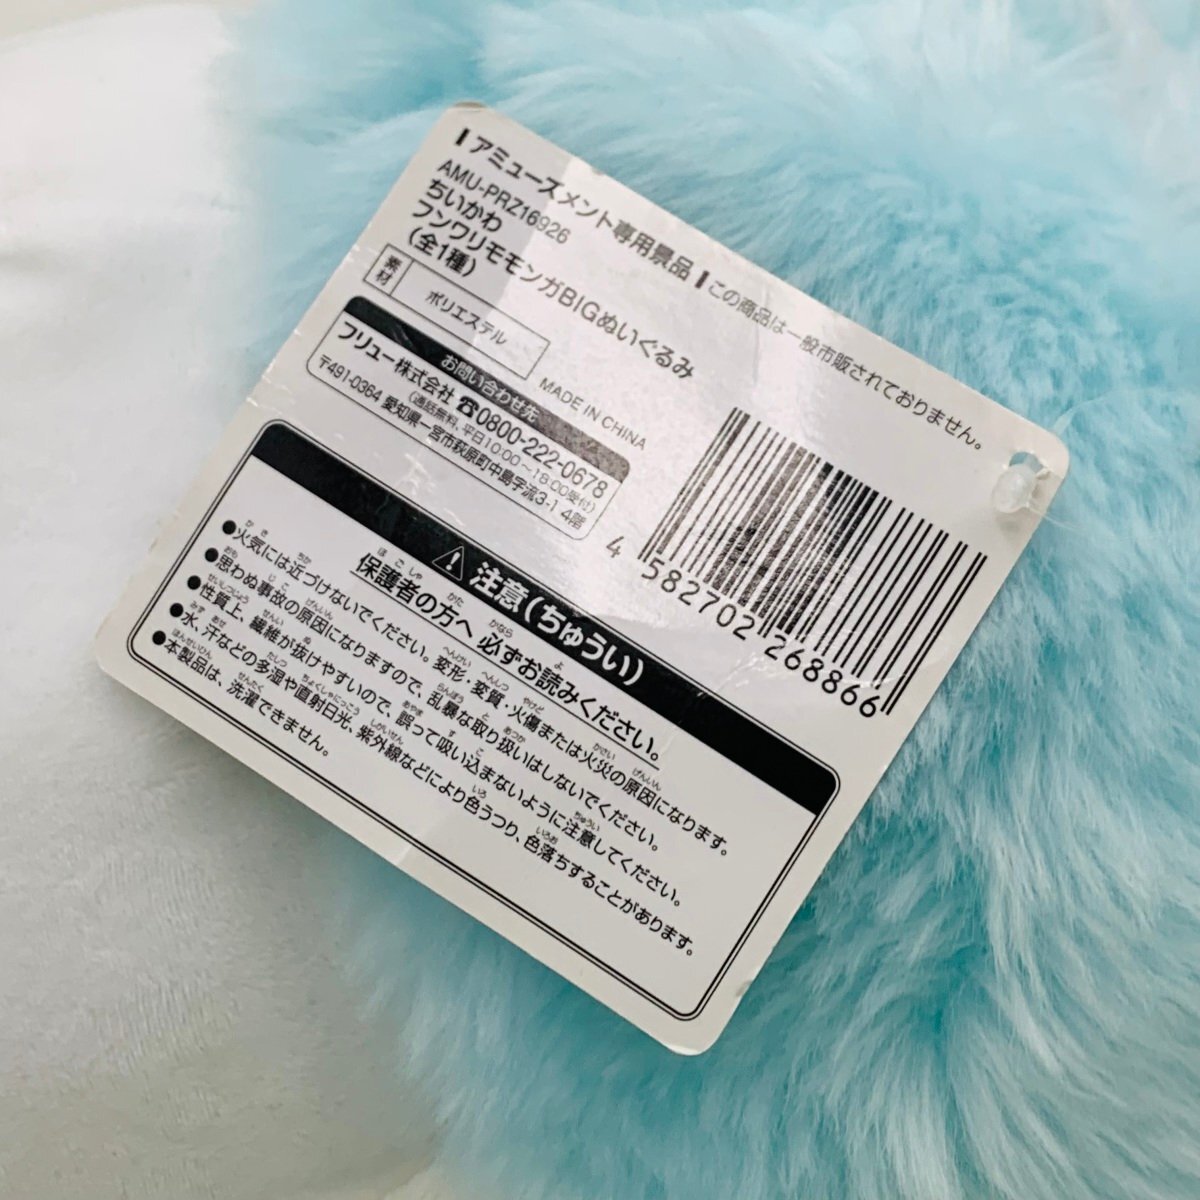 アミューズメント専用景品 この商品は一般市販されておりません。
AMU-PRZ16926
ちいかわ
フンワリモモンガBIGぬいぐるみ
(全1種)
素材 ポリエステル
MADE IN CHINA
お問い合わせ先
フリュー株式会社 ☎0800-222-0678
(通話無料、平日10:00～18:00受付)
〒491-0364 愛知県一宮市萩原町中島字流3-1 4階
4 582702 268866
注意(ちゅうい)
保護者の方へ 必ずお読みください。
●火気には近づけないでください。変形・変質・火傷または火災の原因になります。
●思わぬ事故の原因になりますので、乱暴な取り扱いはしないでください。
●性質上、繊維が抜けやすいので、誤って吸い込まないように注意してください。
●水、汗などの多湿や直射日光、紫外線などにより色うつり、色落ちすることがあります。
●本製品は、洗濯できません。